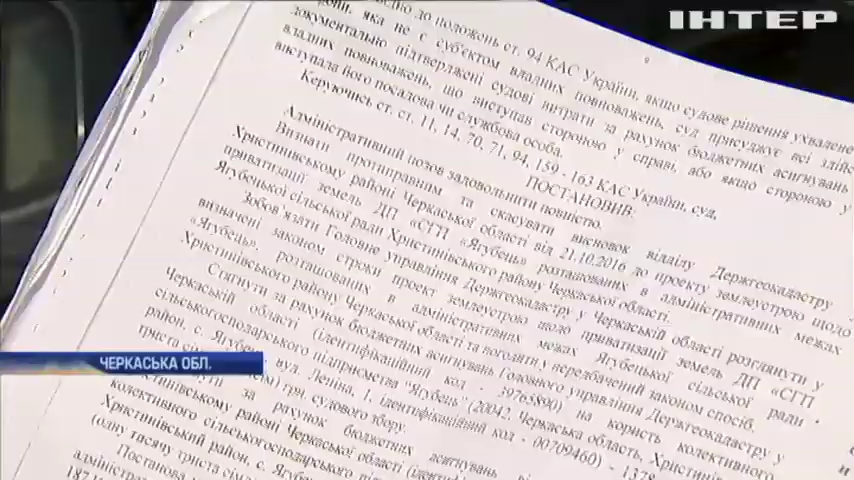 ІНТЕР
до положень ст. 94 КАС України, якщо судове рішення ухвалене
яка не є суб'єктом владних повноважень, суд присуджує всі здійс
документально підтверджені судові витрати за рахунок бюджетних асигнувань
владних повноважень, що виступав стороною у справі, або якщо стороною у
виступала його посадова чи службова особа.
Керуючись ст. ст. 11, 14, 70, 71, 94, 159 - 163 КАС України, суд,
ПОСТАНОВИВ:
Адміністративний позов задовольнити повністю.
Визнати протиправним та скасувати висновок відділу Держгеокадастру
Христинівському районі Черкаської області від 21.10.2016 до проекту землеустрою щодо
приватизації земель ДП «СГП «Ягубець» розташованих в адміністративних межах
Ягубецької сільської ради Христинівського району Черкаської області.
Зобов'язати Головне управління Держгеокадастру у Черкаській області розглянути у
визначені законом строки проект землеустрою щодо приватизації земель ДП «СГП
«Ягубець», розташованих в адміністративних межах Ягубецької сільської ради
Христинівського району Черкаської області та погодити у передбачений законом спосіб.
Стягнути за рахунок бюджетних асигнувань Головного управління Держгеокадастру у
Черкаській області (ідентифікаційний код - 39765890) на користь колективного
сільськогосподарського підприємства "Ягубець" (20042, Черкаська область, Христинів
район, с. Ягубець, вул. Леніна, 1, ідентифікаційний код - 00709460) - 1378
триста грн. судового збору.
за рахунок бюджетних асигнувань
Христинівському районі Черкаської області
колективного сільськогосподарського
Христинівський район, с.
(одну тисячу триста
Постанова
ЧЕРКАСЬКА ОБЛ.